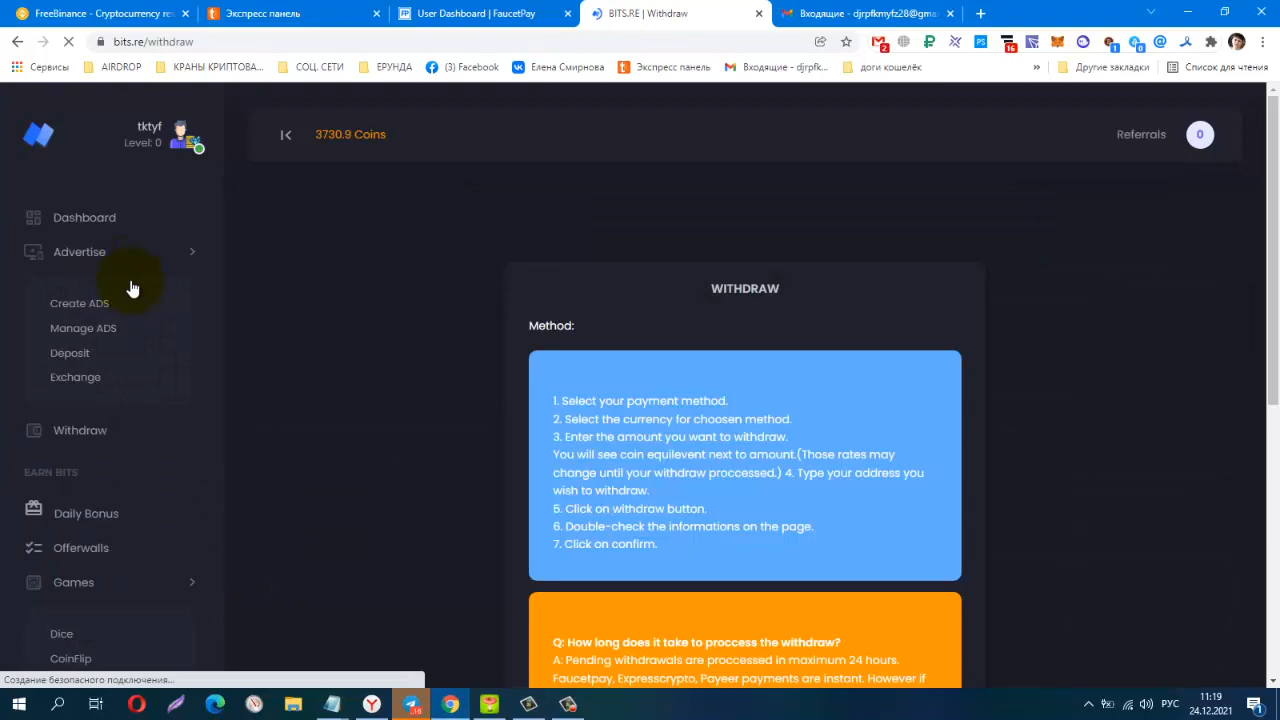 FreeBinance - Cryptocurrency re
Экспресс панель
User Dashboard | FaucetPay
BITS.RE | Withdraw
Входящие - djrpfkmyfz28@gma
bits.re/withdraw
Сервисы
AIRDROP
КРАНЫ КРИПТОВА...
СОЦ. СЕТИ
ЕРУНДА
(3) Facebook
Елена Смирнова
Экспресс панель
Входящие - djrpfk...
доги кошелёк
»
Другие закладки
Список для чтения
tktyf
Level: 0
3730.9 Coins
Referrals
0
Dashboard
Advertise
Create ADS
Manage ADS
Deposit
Exchange
Withdraw
EARN BITS
Daily Bonus
Offerwalls
Games
Dice
CoinFlip
WITHDRAW
Method:
1. Select your payment method.
2. Select the currency for choosen method.
3. Enter the amount you want to withdraw.
You will see coin equilevent next to amount.(Those rates may
change until your withdraw proccessed.) 4. Type your address you
wish to withdraw.
5. Click on withdraw button.
6. Double-check the informations on the page.
7. Click on confirm.
Q: How long does it take to proccess the withdraw?
A: Pending withdrawals are proccessed in maximum 24 hours.
Faucetpay, Expresscrypto, Payeer payments are instant. However if
Создание безопасного подключения...
РУС
11:19
24.12.2021